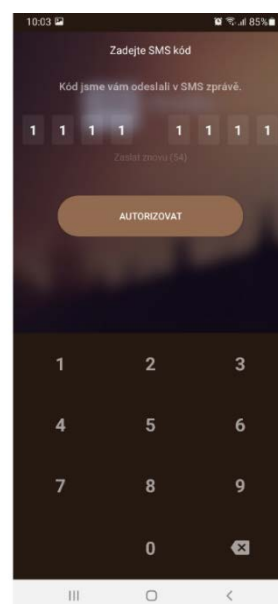 10:03 85%
Zadejte SMS kód
Kód jsme vám odeslali v SMS zprávě.
1 1 1 1 1 1 1 1
Zaslat znovu (54)
AUTORIZOVAT
1 2 3
4 5 6
7 8 9
0